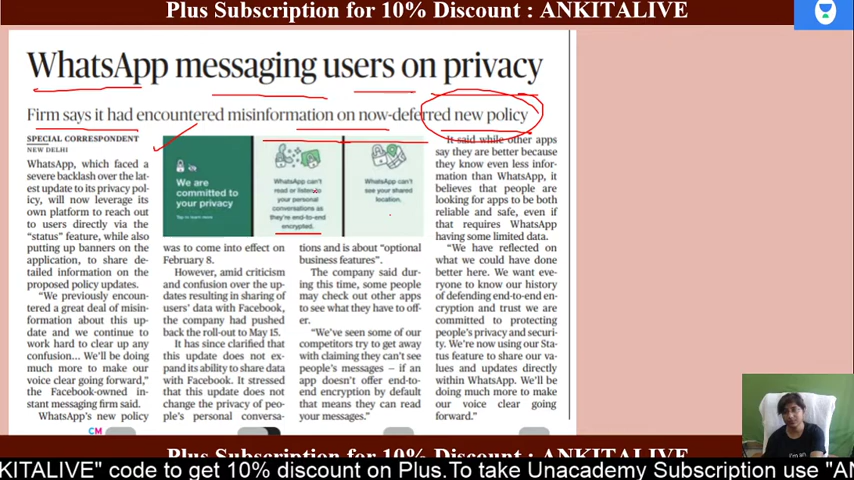 Plus Subscription for 10% Discount : ANKITALIVE
WhatsApp messaging users on privacy
Firm says it had encountered misinformation on now-deferred new policy
SPECIAL CORRESPONDENT
NEW DELHI
WhatsApp, which faced a
severe backlash over the lat-
est update to its privacy pol-
icy, will now leverage its
own platform to reach out
to users directly via the
“status” feature, while also
putting up banners on the
application, to share de-
tailed information on the
proposed policy updates.
“We previously encoun-
tered a great deal of misin-
formation about this up-
date and we continue to
work hard to clear up any
confusion... We'll be doing
much more to make our
voice clear going forward,”
the Facebook-owned in-
stant messaging firm said.
WhatsApp's new policy
We are
committed to
your privacy
Tap to learn more
WhatsApp can't
read or listen to
your personal
conversations as
they're end-to-end
encrypted.
WhatsApp can't
see your shared
location.
was to come into effect on
February 8.
However, amid criticism
and confusion over the up-
dates resulting in sharing of
users' data with Facebook,
the company had pushed
back the roll-out to May 15.
It has since clarified that
this update does not ex-
pand its ability to share data
with Facebook. It stressed
that this update does not
change the privacy of peo-
ple's personal conversa-
tions and is about “optional
business features”.
The company said dur-
ing this time, some people
may check out other apps
to see what they have to off-
er.
“We've seen some of our
competitors try to get away
with claiming they can't see
people's messages – if an
app doesn't offer end-to-
end encryption by default
that means they can read
your messages.”
It said while other apps
say they are better because
they know even less infor-
mation than WhatsApp, it
believes that people are
looking for apps to be both
reliable and safe, even if
that requires WhatsApp
having some limited data.
“We have reflected on
what we could have done
better here. We want eve-
ryone to know our history
of defending end-to-end en-
cryption and trust we are
committed to protecting
people's privacy and securi-
ty. We're now using our Sta-
tus feature to share our va-
lues and updates directly
within WhatsApp. We'll be
doing much more to make
our voice clear going
forward.”
CM
Plus Subscription for 10% Discount : ANKITALIVE
KITALIVE" code to get 10% discount on Plus.To take Unacademy Subscription use "AN